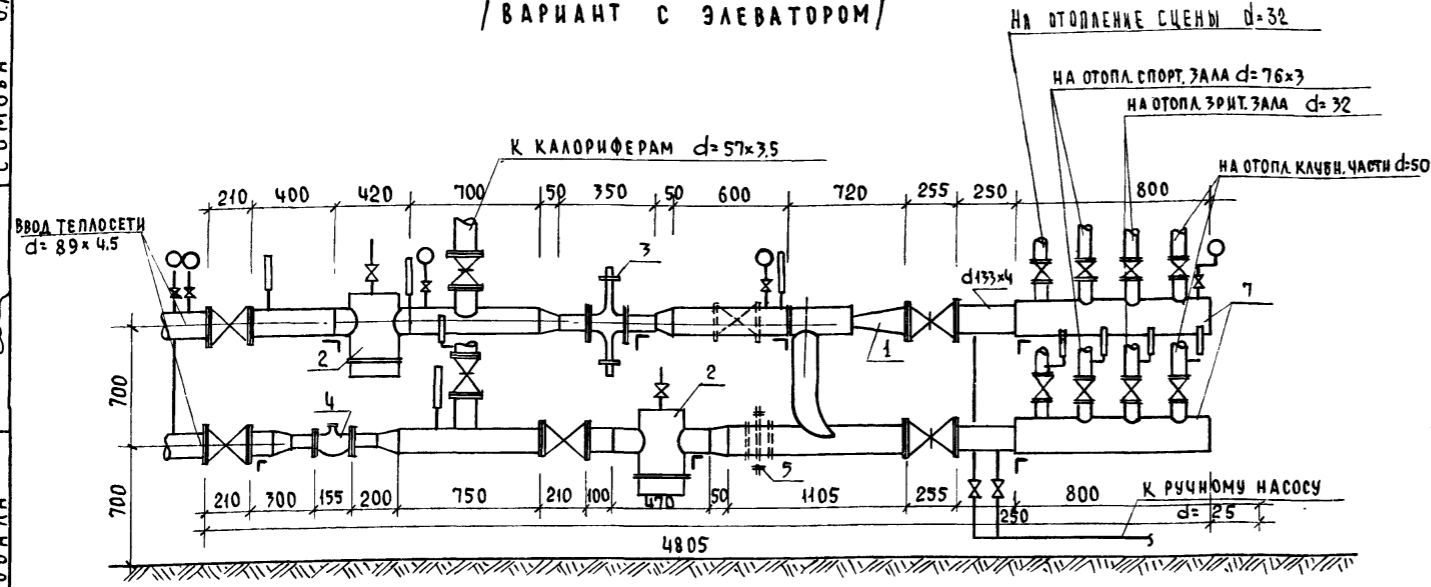 /ВАРИАНТ С ЭЛЕВАТОРОМ/
НА ОТОПЛЕНИЕ СЦЕНЫ d=32
НА ОТОПЛ. СПОРТ. ЗАЛА d=76×3
НА ОТОПЛ. ЗРИТ. ЗАЛА d=32
К КАЛОРИФЕРАМ d=57×3.5
НА ОТОПЛ. КЛУБН. ЧАСТИ d=50
210 400 420 700 50 350 50 600 720 255 250 800
ВВОД ТЕПЛОСЕТИ
d=89×4.5
3
d133×4
7
2
1
700
4
2
5
700
210 300 155 200 750 210 100 470 50 1105 255 250 800
К РУЧНОМУ НАСОСУ
d=25
4805